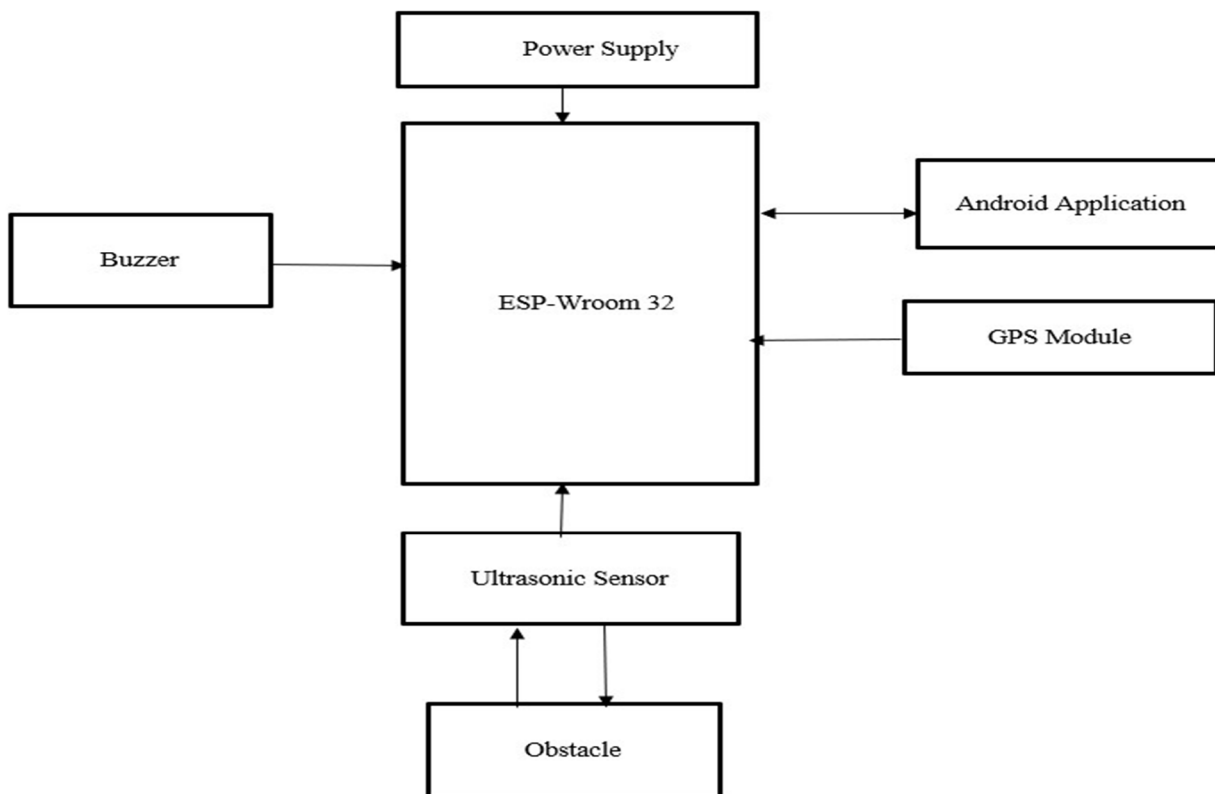 Power Supply
Android Application
Buzzer
ESP-Wroom 32
GPS Module
Ultrasonic Sensor
Obstacle